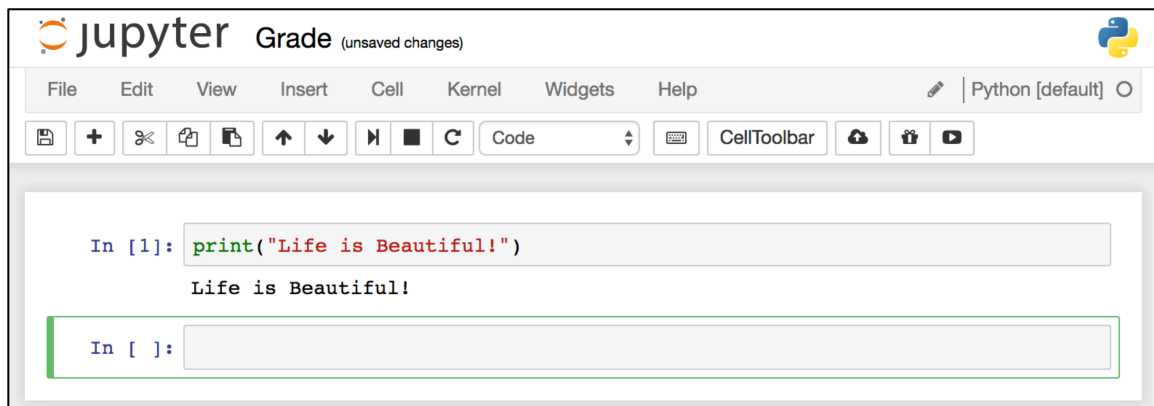 jupyter Grade (unsaved changes)
File Edit View Insert Cell Kernel Widgets Help Python [default]
Code CellToolbar
In [1]: print("Life is Beautiful!")
Life is Beautiful!
In [ ]: